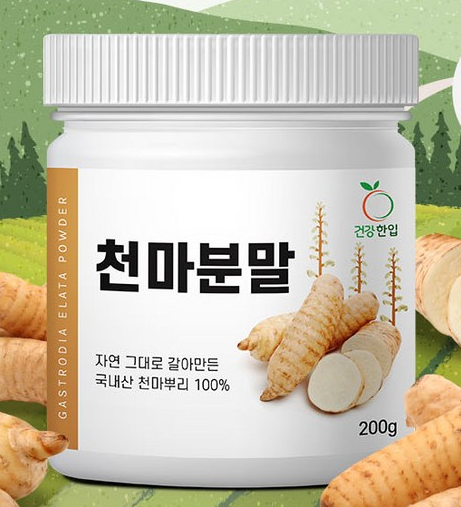 GASTRODIA ELATA POWDER
건강한입
천마분말
자연 그대로 갈아만든
국내산 천마뿌리 100%
200g